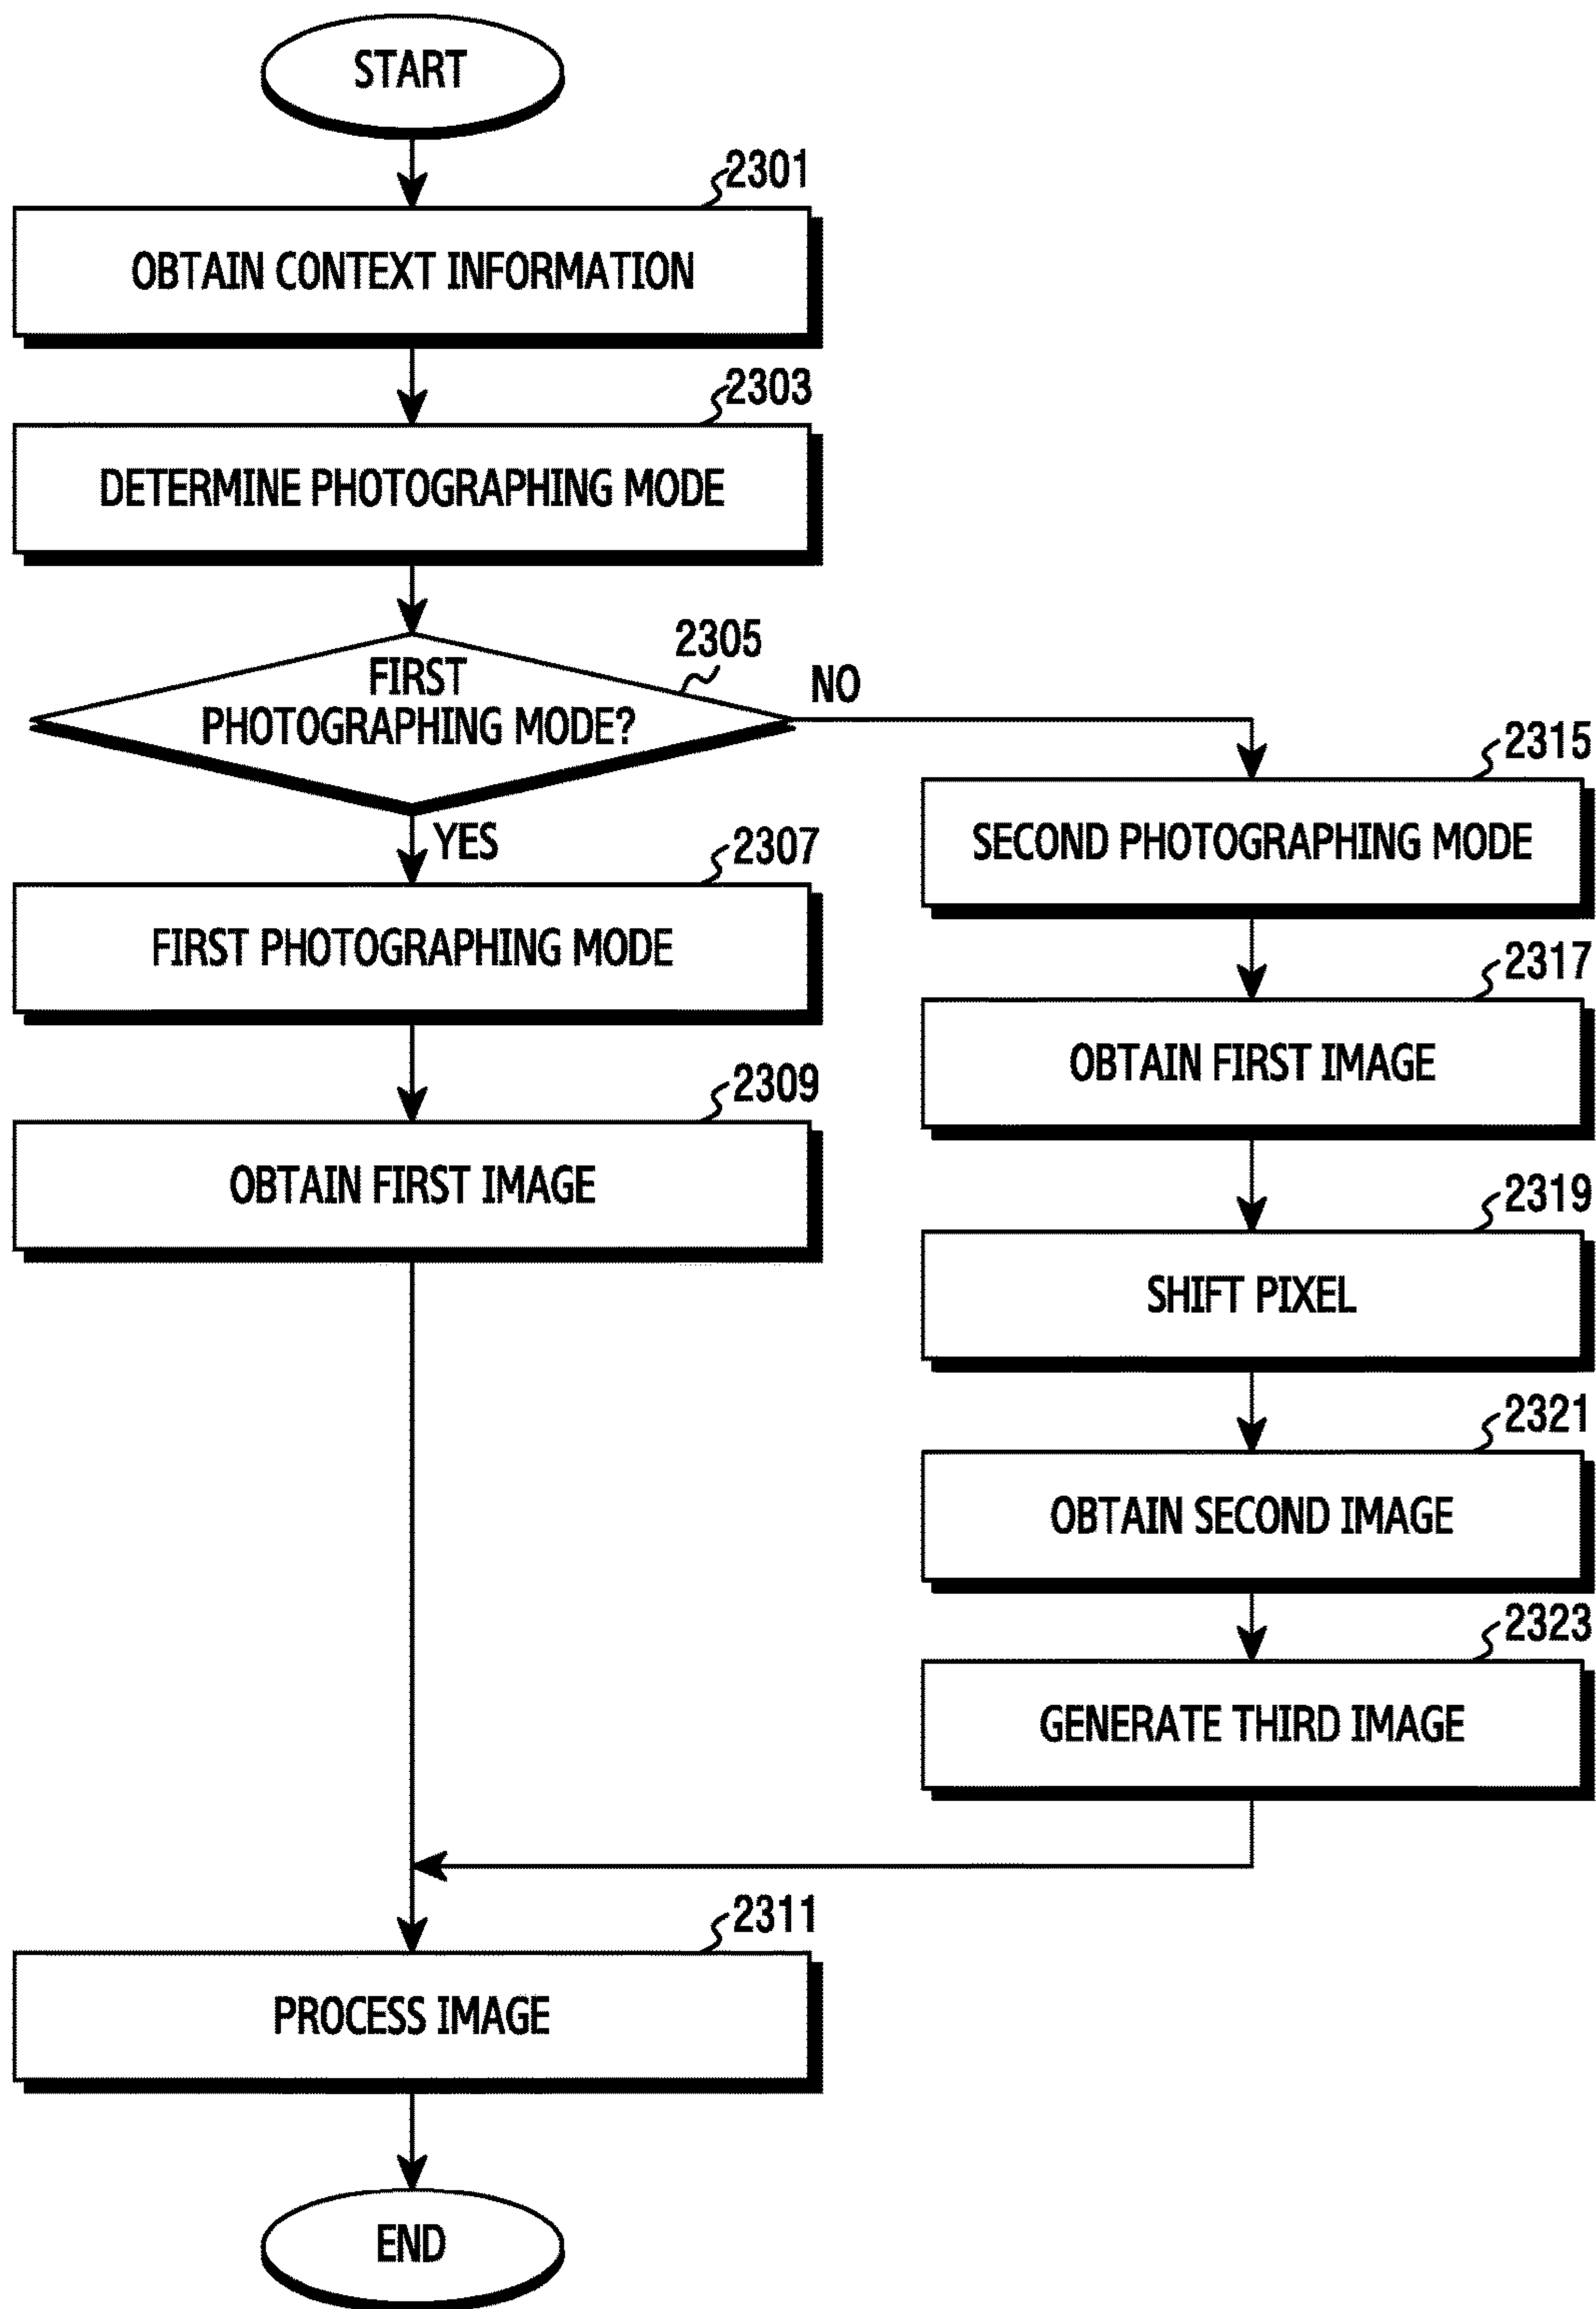 START
2301
OBTAIN CONTEXT INFORMATION
2303
DETERMINE PHOTOGRAPHING MODE
2305
FIRST
PHOTOGRAPHING MODE?
NO
YES
2307
FIRST PHOTOGRAPHING MODE
2309
OBTAIN FIRST IMAGE
2315
SECOND PHOTOGRAPHING MODE
2317
OBTAIN FIRST IMAGE
2319
SHIFT PIXEL
2321
OBTAIN SECOND IMAGE
2323
GENERATE THIRD IMAGE
2311
PROCESS IMAGE
END